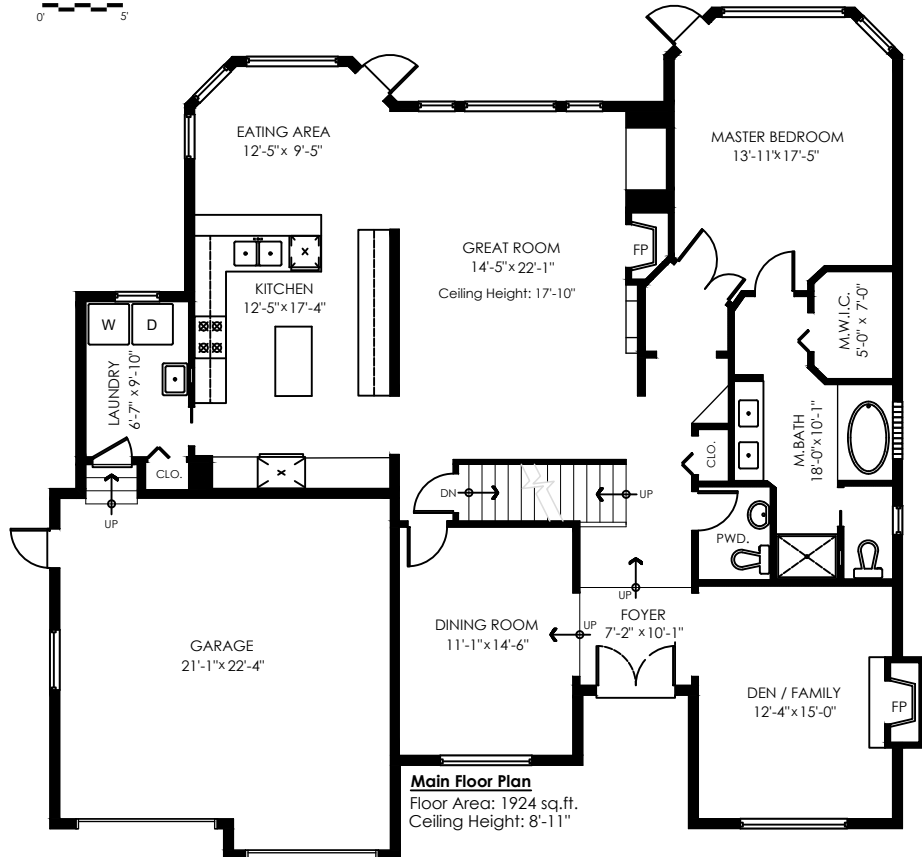 0' 5'
EATING AREA
12'-5" x 9'-5"
MASTER BEDROOM
13'-11" x 17'-5"
GREAT ROOM
14'-5" x 22'-1"
Ceiling Height: 17'-10"
FP
KITCHEN
12'-5" x 17'-4"
W D
LAUNDRY
6'-7" x 9'-10"
M.W.I.C.
5'-0" x 7'-0"
M.BATH
18'-0" x 10'-1"
CLO.
CLO.
UP
DN
UP
PWD.
UP
FOYER
7'-2" x 10'-1"
UP
DINING ROOM
11'-1" x 14'-6"
GARAGE
21'-1" x 22'-4"
DEN / FAMILY
12'-4" x 15'-0"
FP
Main Floor Plan
Floor Area: 1924 sq.ft.
Ceiling Height: 8'-11"